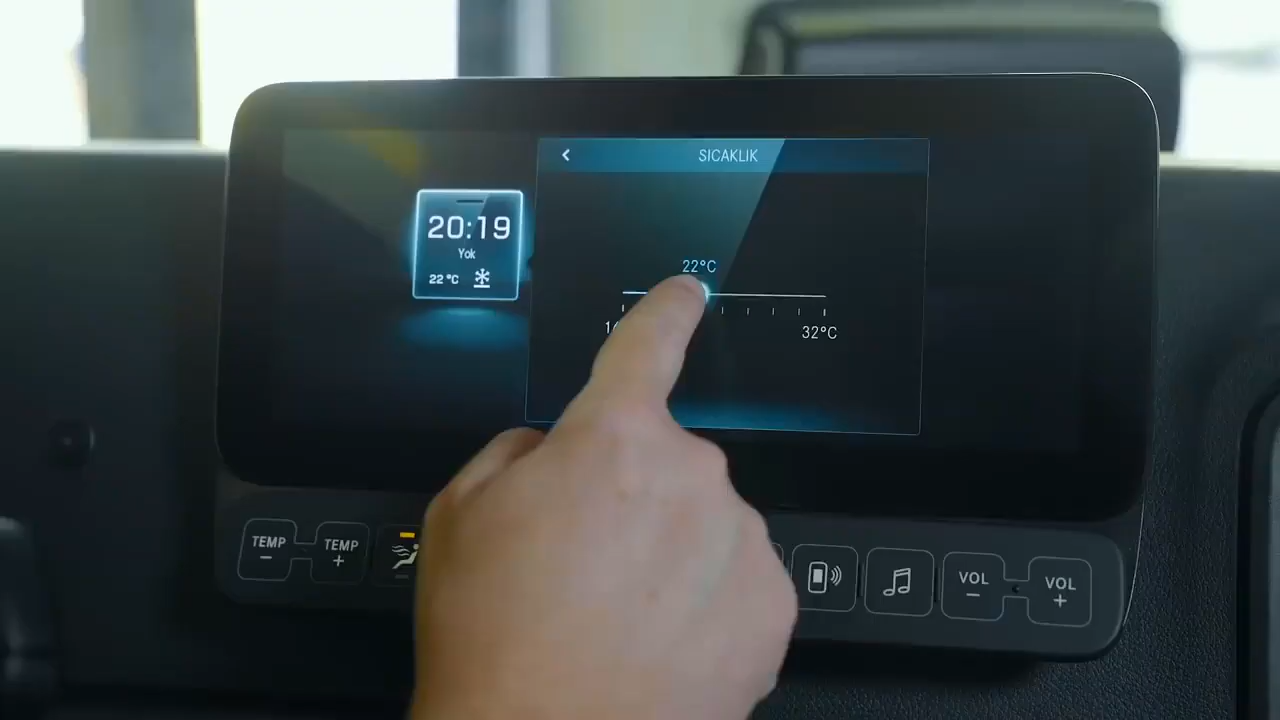 SICAKLIK
20:19
Yok
22°C
22°C
32°C
TEMP
−
TEMP
+
VOL
−
VOL
+